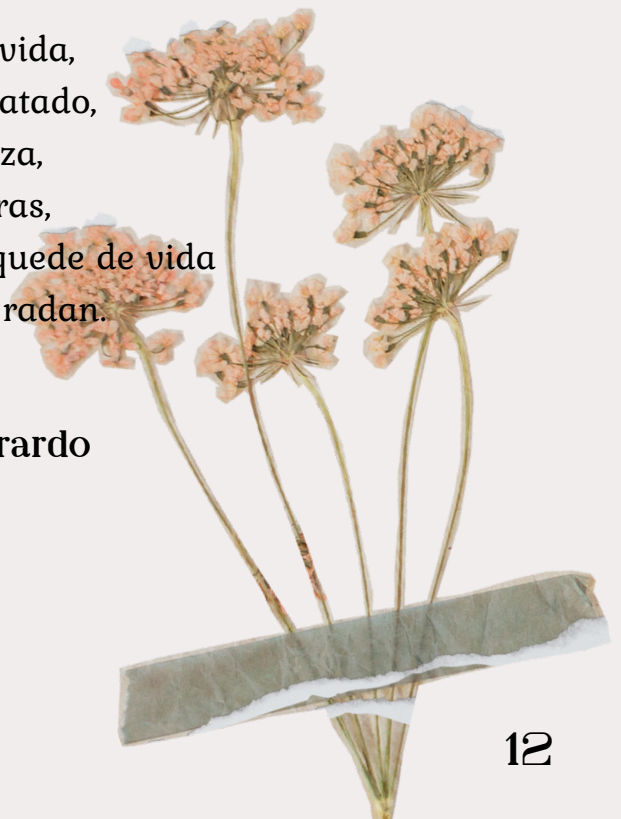 vida,
atado,
za,
ras,
quede de vida
radan.
rardo
12